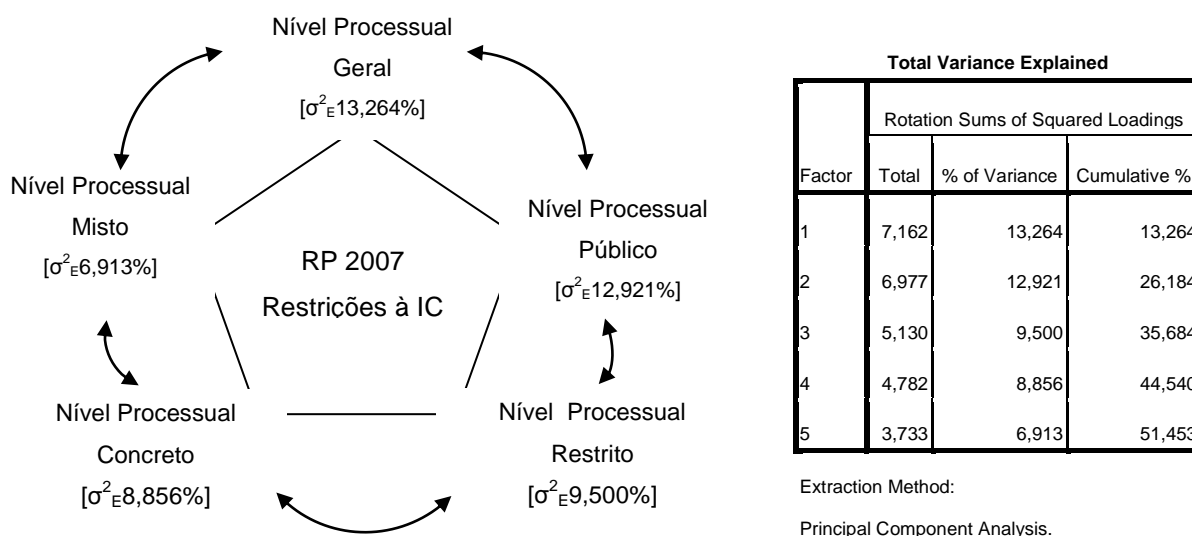 Nível Processual
Geral
[σ²E13,264%]
Nível Processual
Misto
[σ²E6,913%]
Nível Processual
Público
[σ²E12,921%]
RP 2007
Restrições à IC
Nível Processual
Concreto
[σ²E8,856%]
Nível Processual
Restrito
[σ²E9,500%]
Total Variance Explained
Rotation Sums of Squared Loadings
Factor Total % of Variance Cumulative %
1 7,162 13,264 13,264
2 6,977 12,921 26,184
3 5,130 9,500 35,684
4 4,782 8,856 44,540
5 3,733 6,913 51,453
Extraction Method:
Principal Component Analysis.